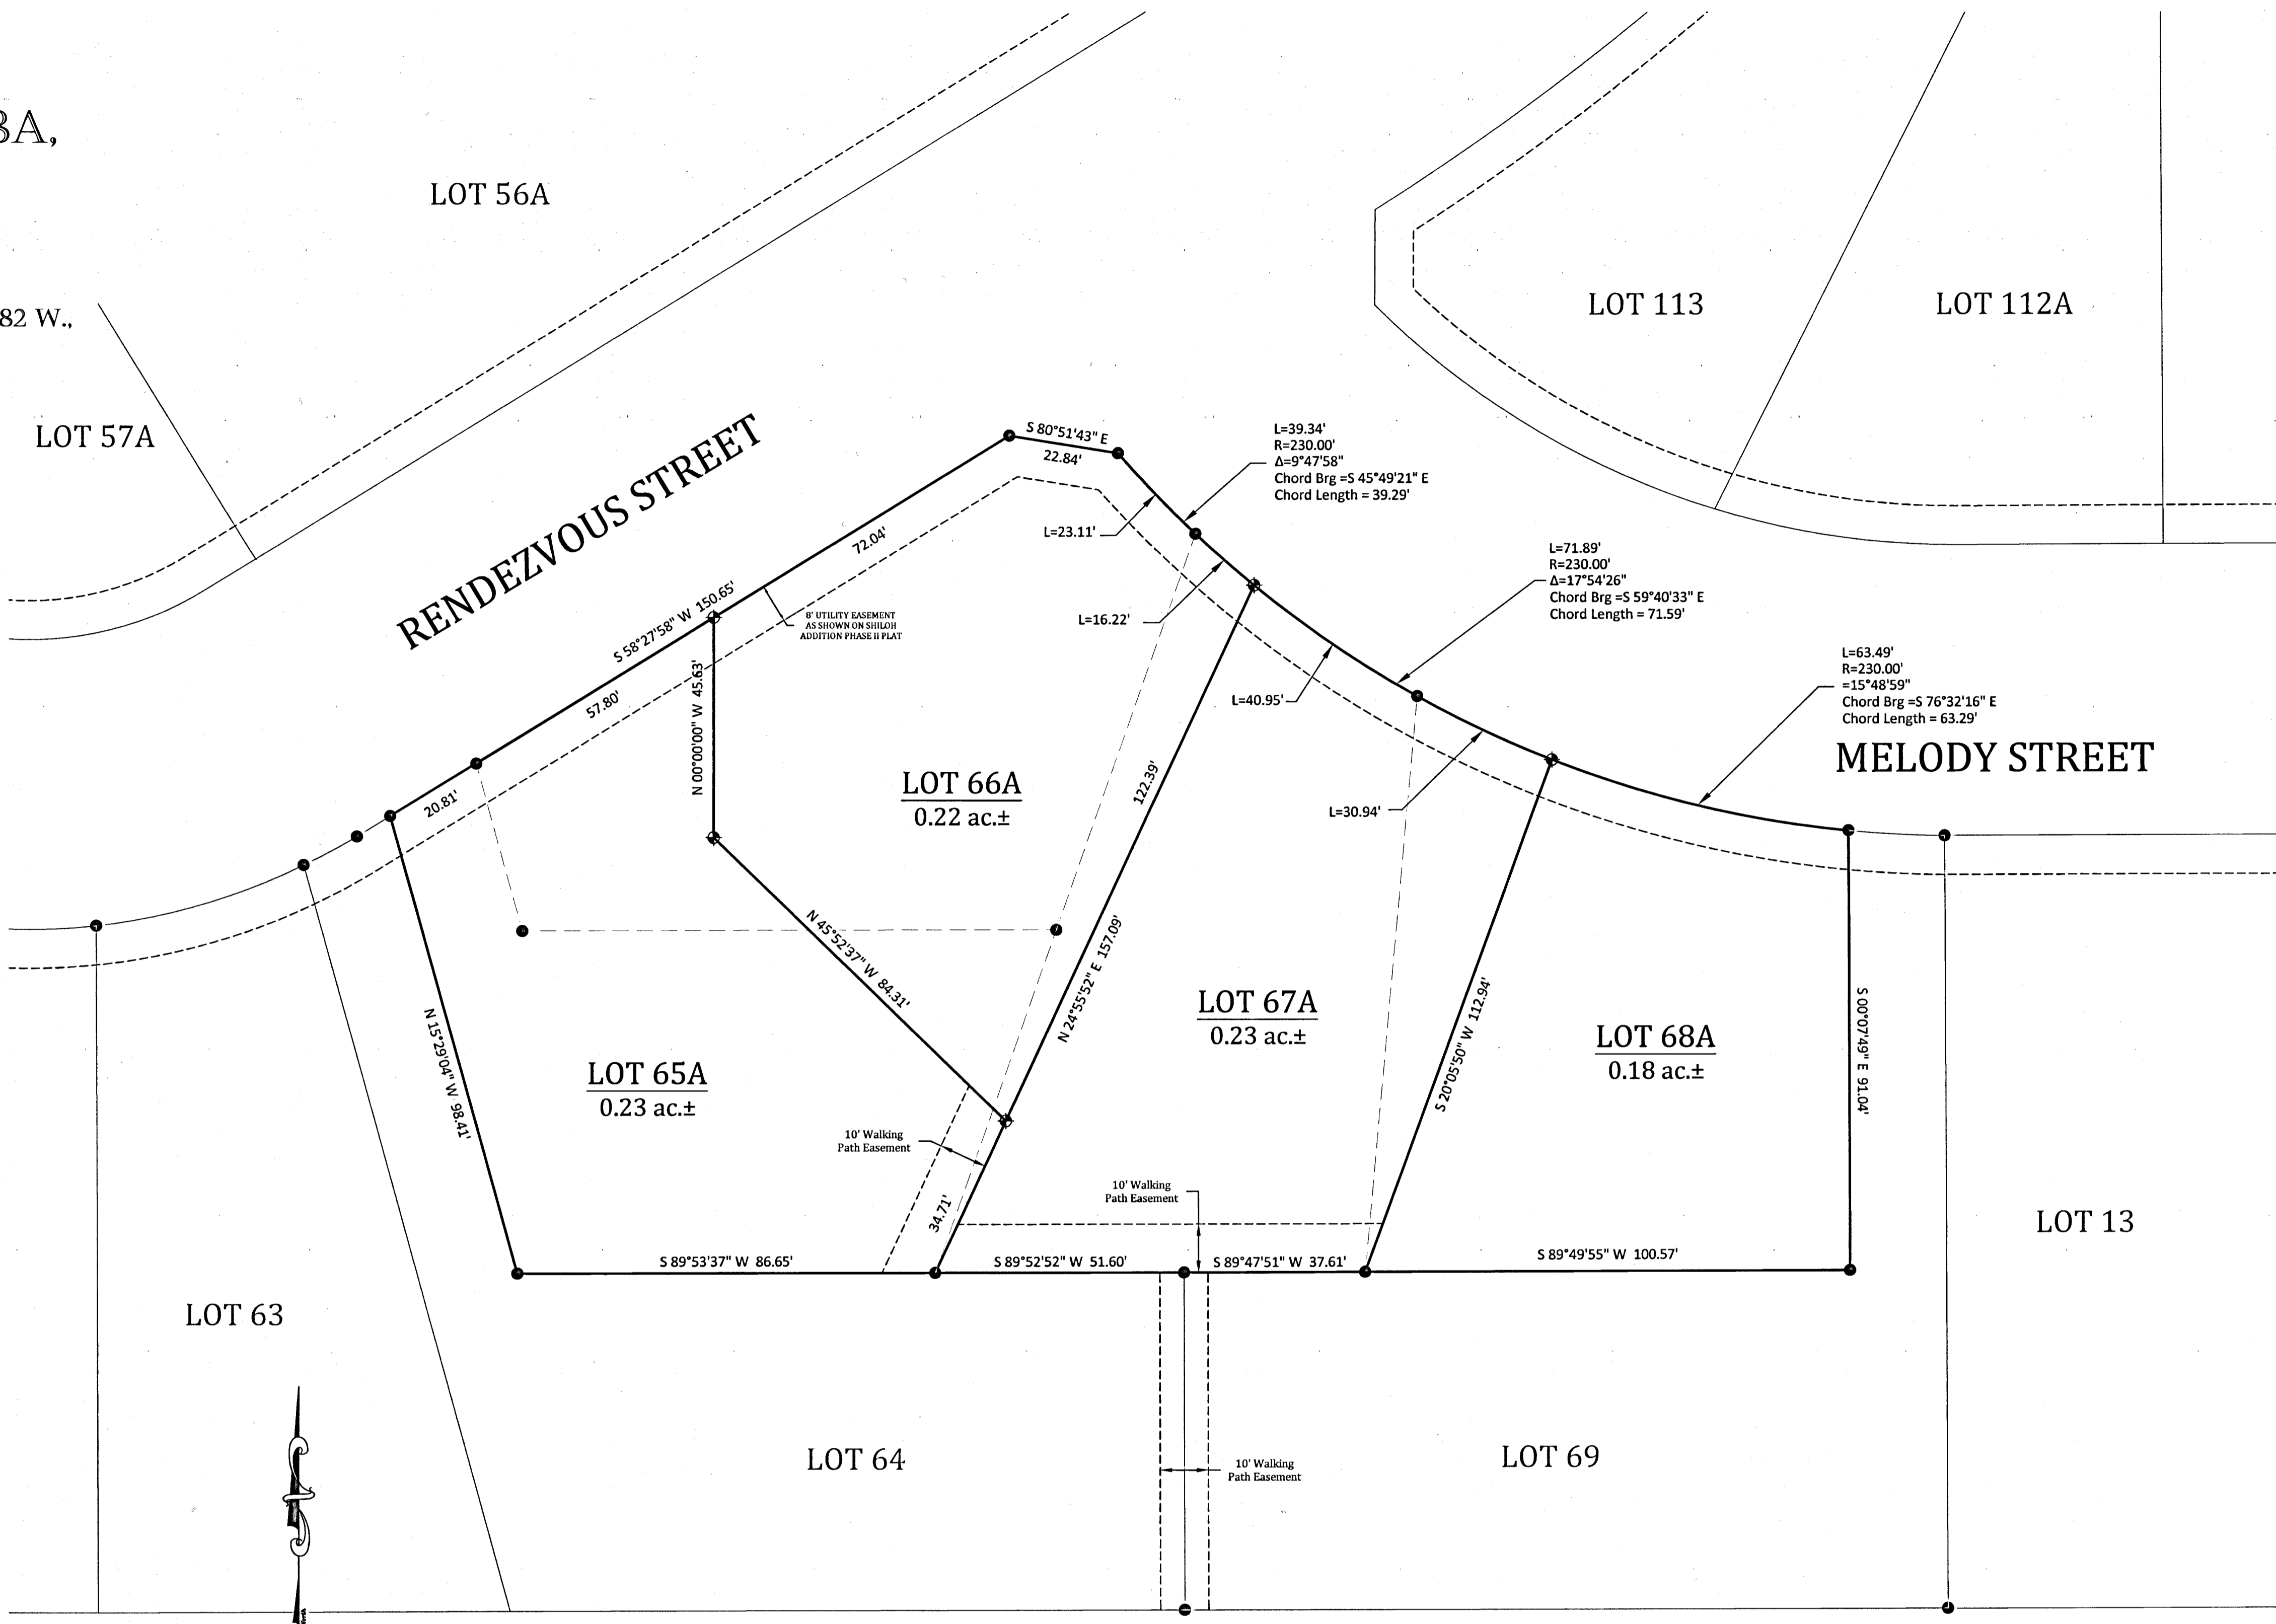 3A,
LOT 56A
82 W.,
LOT 57A
LOT 113
LOT 112A
RENDEZVOUS STREET
S 80°51'43" E
22.84'
L=39.34'
R=230.00'
Δ=9°47'58"
Chord Brg =S 45°49'21" E
Chord Length = 39.29'
L=23.11'
72.04'
S 58°27'58" W 150.65'
8' UTILITY EASEMENT
AS SHOWN ON SHILOH
ADDITION PHASE II PLAT
L=16.22'
L=71.89'
R=230.00'
Δ=17°54'26"
Chord Brg =S 59°40'33" E
Chord Length = 71.59'
57.80'
N 00°00'00" W 45.63'
L=40.95'
L=63.49'
R=230.00'
=15°48'59"
Chord Brg =S 76°32'16" E
Chord Length = 63.29'
MELODY STREET
20.81'
LOT 66A
0.22 ac.±
122.39'
L=30.94'
N 45°52'37" W 84.31'
N 24°55'52" E 157.09'
LOT 67A
0.23 ac.±
S 20°05'50" W 112.94'
LOT 68A
0.18 ac.±
S 00°07'49" E 91.04'
N 15°29'04" W 98.41'
LOT 65A
0.23 ac.±
10' Walking
Path Easement
34.71'
10' Walking
Path Easement
LOT 13
S 89°53'37" W 86.65'
S 89°52'52" W 51.60'
S 89°47'51" W 37.61'
S 89°49'55" W 100.57'
LOT 63
LOT 64
10' Walking
Path Easement
LOT 69
North